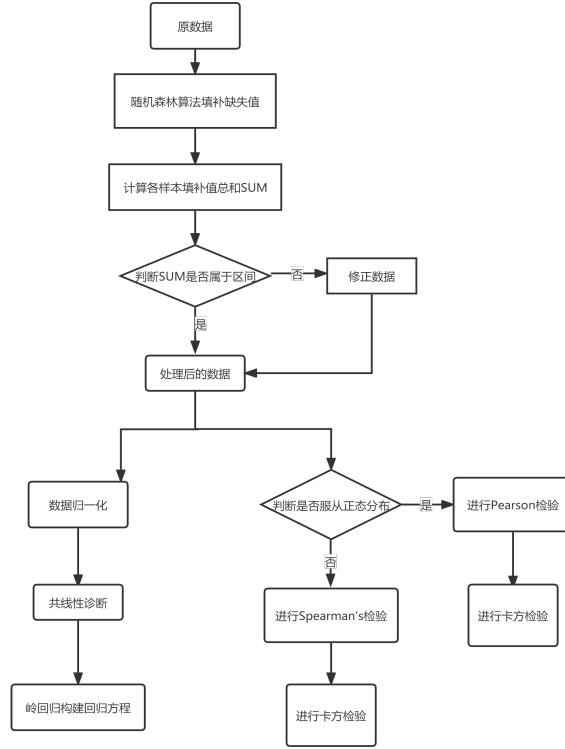 原数据
随机森林算法填补缺失值
计算各样本填补值总和SUM
判断SUM是否属于区间
否
修正数据
是
处理后的数据
数据归一化
判断是否服从正态分布
是
进行Pearson检验
否
共线性诊断
进行Spearman's检验
进行卡方检验
岭回归构建回归方程
进行卡方检验